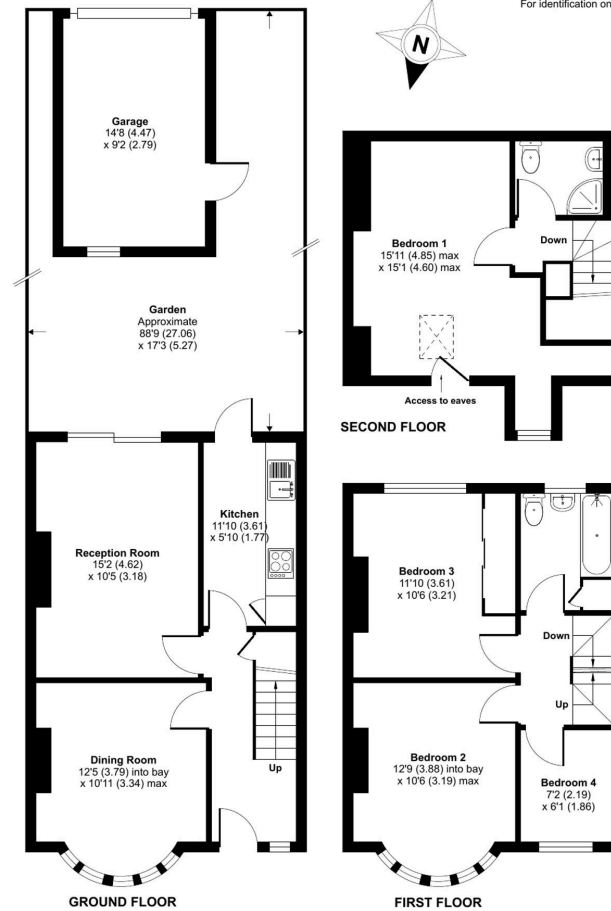 For identification on
N
Garage
14'8 (4.47)
x 9'2 (2.79)
Garden
Approximate
88'9 (27.06)
x 17'3 (5.27)
Bedroom 1
15'11 (4.85) max
x 15'1 (4.60) max
Down
Access to eaves
SECOND FLOOR
Kitchen
11'10 (3.61)
x 5'10 (1.77)
Reception Room
15'2 (4.62)
x 10'5 (3.18)
Dining Room
12'5 (3.79) into bay
x 10'11 (3.34) max
Up
GROUND FLOOR
Bedroom 3
11'10 (3.61)
x 10'6 (3.21)
Down
Up
Bedroom 2
12'9 (3.88) into bay
x 10'6 (3.19) max
Bedroom 4
7'2 (2.19)
x 6'1 (1.86)
FIRST FLOOR